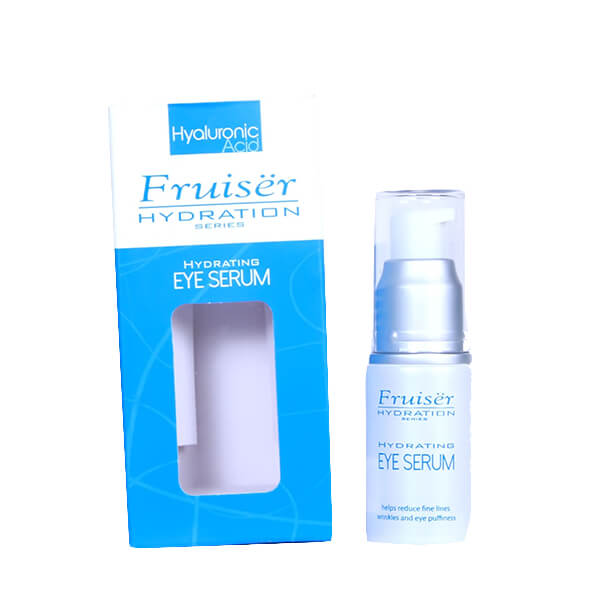 Hyaluronic
Acid
Fruisër
HYDRATION
SERIES
HYDRATING
EYE SERUM
Fruisër
HYDRATION
SERIES
HYDRATING
EYE SERUM
helps reduce fine lines
wrinkles and eye puffiness